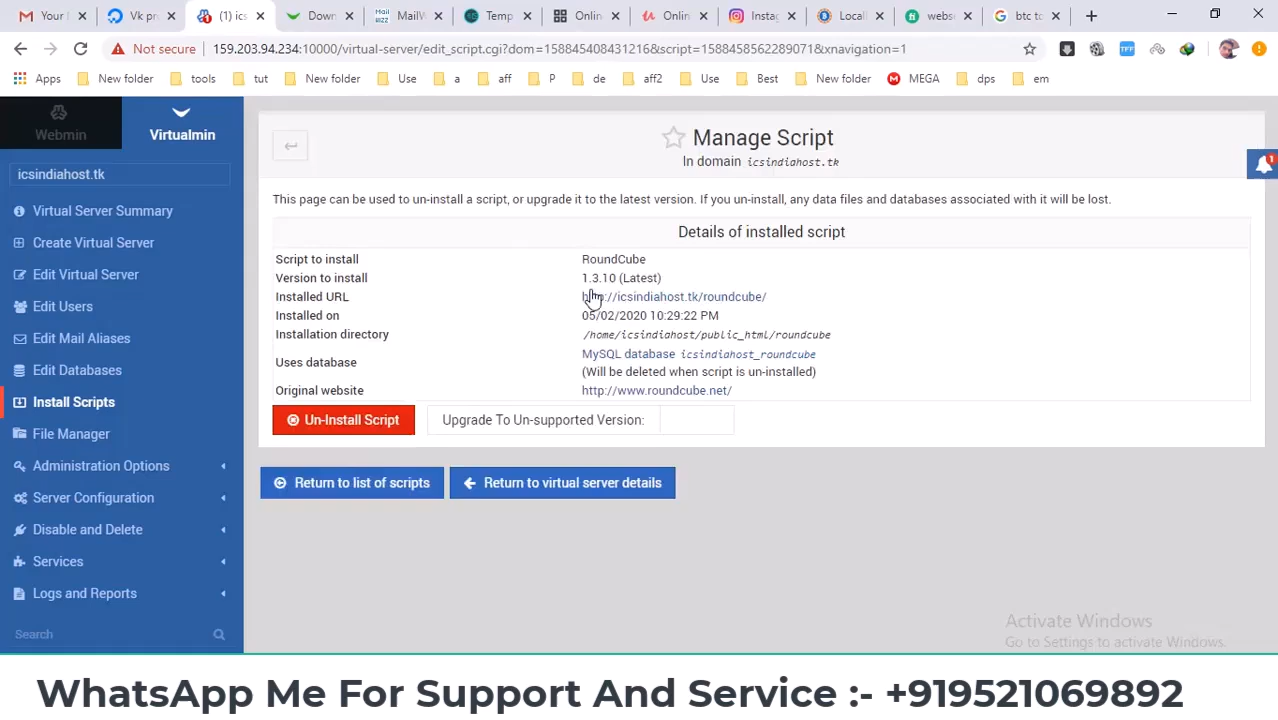 Your
Vk pr
(1) ics
Down
MailW
Temp
Onlin
Onlin
Insta
Locall
webs
btc to
Not secure 159.203.94.234:10000/virtual-server/edit_script.cgi?dom=158845408431216&script=1588458562289071&xnavigation=1
Apps New folder tools tut New folder Use a aff P de aff2 Use Best New folder MEGA dps em
Webmin
Virtualmin
icsindiahost.tk
Virtual Server Summary
Create Virtual Server
Edit Virtual Server
Edit Users
Edit Mail Aliases
Edit Databases
Install Scripts
File Manager
Administration Options
Server Configuration
Disable and Delete
Services
Logs and Reports
Search
Manage Script
In domain icsindiahost.tk
1
This page can be used to un-install a script, or upgrade it to the latest version. If you un-install, any data files and databases associated with it will be lost.
Details of installed script
Script to install RoundCube
Version to install 1.3.10 (Latest)
Installed URL http://icsindiahost.tk/roundcube/
Installed on 05/02/2020 10:29:22 PM
Installation directory /home/icsindiahost/public_html/roundcube
Uses database MySQL database icsindiahost_roundcube
(Will be deleted when script is un-installed)
Original website http://www.roundcube.net/
Un-Install Script Upgrade To Un-supported Version:
Return to list of scripts Return to virtual server details
Activate Windows
Go to Settings to activate Windows.
WhatsApp Me For Support And Service :- +919521069892